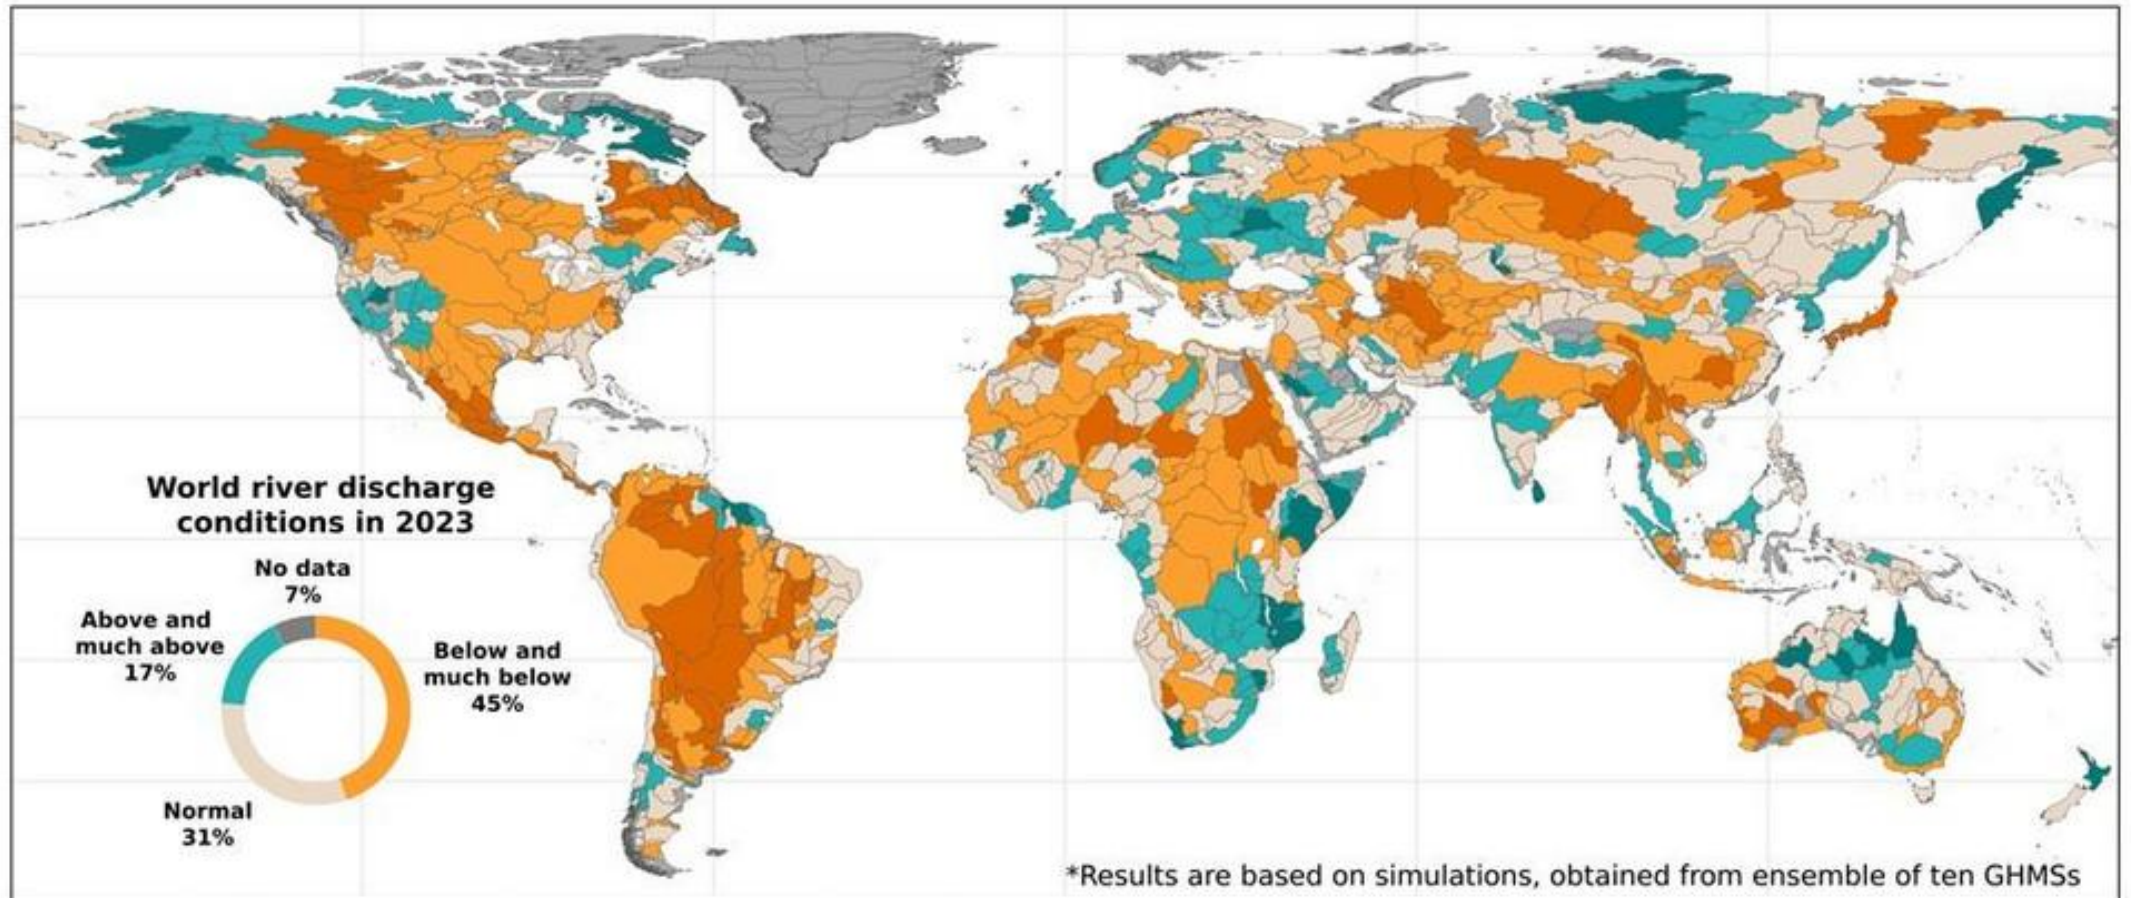 World river discharge
conditions in 2023
No data
7%
Above and
much above
17%
Below and
much below
45%
Normal
31%
*Results are based on simulations, obtained from ensemble of ten GHMSs